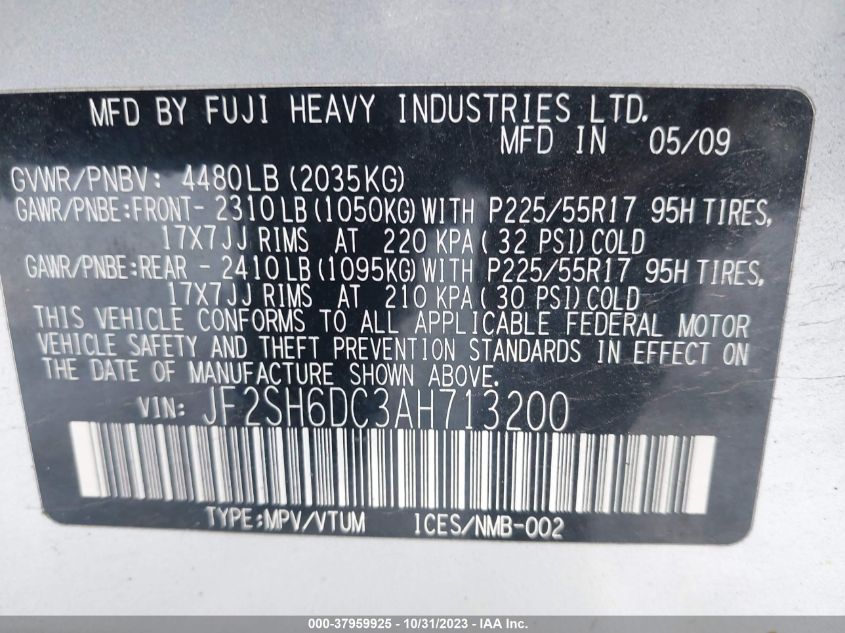 MFD BY FUJI HEAVY INDUSTRIES LTD.
MFD IN 05/09
GVWR/PNBV: 4480LB (2035KG)
GAWR/PNBE:FRONT- 2310LB(1050KG)WITH P225/55R17 95H TIRES,
17X7JJ RIMS AT 220 KPA( 32 PSI)COLD
GAWR/PNBE:REAR - 2410LB(1095KG)WITH P225/55R17 95H TIRES,
17X7JJ RIMS AT 210 KPA( 30 PSI)COLD
THIS VEHICLE CONFORMS TO ALL APPLICABLE FEDERAL MOTOR
VEHICLE SAFETY AND THEFT PREVENTION STANDARDS IN EFFECT ON
THE DATE OF MANUFACTURE SHOWN ABOVE.
VIN: JF2SH6DC3AH713200
TYPE:MPV/VTUM ICES/NMB-002
000-37959925 - 10/31/2023 - IAA Inc.